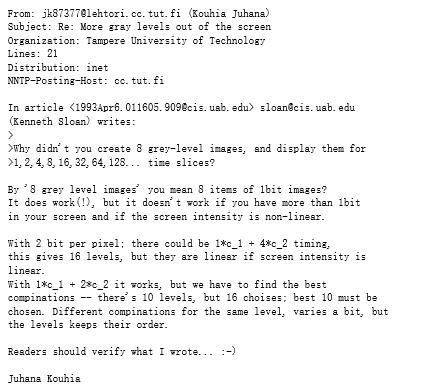 From: jk87377@lehtori.cc.tut.fi (Kouhia Juhana)
Subject: Re: More gray levels out of the screen
Organization: Tampere University of Technology
Lines: 21
Distribution: inet
NNTP-Posting-Host: cc.tut.fi

In article <1993Apr6.011605.909@cis.uab.edu> sloan@cis.uab.edu
(Kenneth Sloan) writes:
>
>Why didn't you create 8 grey-level images, and display them for
>1,2,4,8,16,32,64,128... time slices?

By '8 grey level images' you mean 8 items of 1bit images?
It does work(!), but it doesn't work if you have more than 1bit
in your screen and if the screen intensity is non-linear.

With 2 bit per pixel; there could be 1*c_1 + 4*c_2 timing,
this gives 16 levels, but they are linear if screen intensity is
linear.
With 1*c_1 + 2*c_2 it works, but we have to find the best
compinations -- there's 10 levels, but 16 choises; best 10 must be
chosen. Different compinations for the same level, varies a bit, but
the levels keeps their order.

Readers should verify what I wrote... :-)

Juhana Kouhia